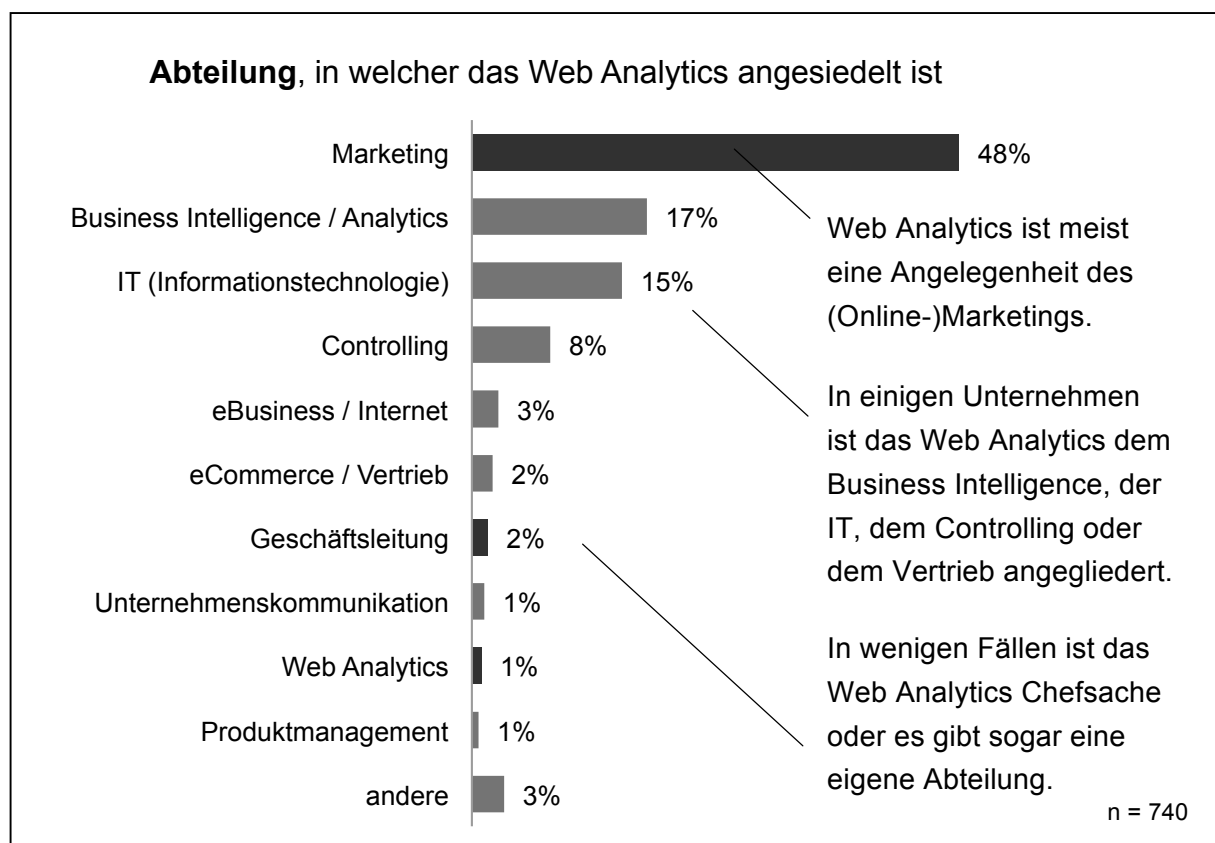 Abteilung, in welcher das Web Analytics angesiedelt ist
Marketing 48%
Business Intelligence / Analytics 17%
IT (Informationstechnologie) 15%
Controlling 8%
eBusiness / Internet 3%
eCommerce / Vertrieb 2%
Geschäftsleitung 2%
Unternehmenskommunikation 1%
Web Analytics 1%
Produktmanagement 1%
andere 3%
Web Analytics ist meist
eine Angelegenheit des
(Online-)Marketings.
In einigen Unternehmen
ist das Web Analytics dem
Business Intelligence, der
IT, dem Controlling oder
dem Vertrieb angegliedert.
In wenigen Fällen ist das
Web Analytics Chefsache
oder es gibt sogar eine
eigene Abteilung.
n = 740